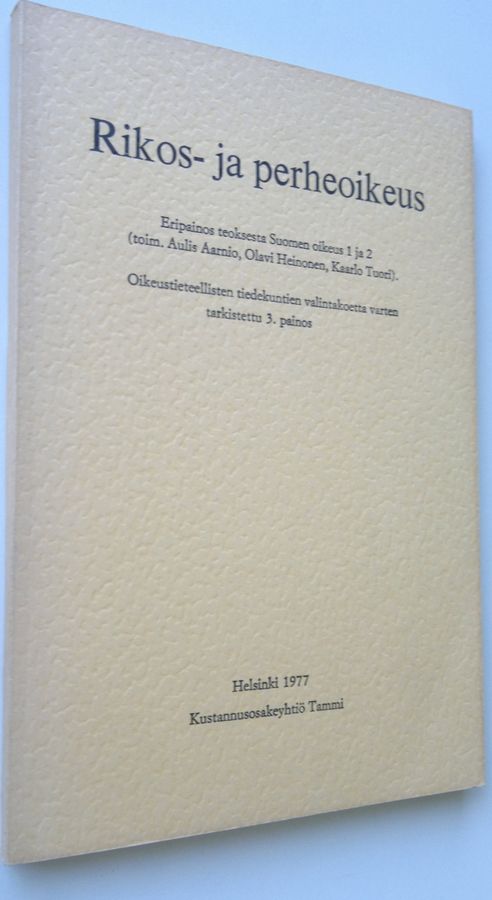 Rikos- ja perheoikeus
Eripainos teoksesta Suomen oikeus 1 ja 2
(toim. Aulis Aarnio, Olavi Heinonen, Kaarlo Tuori).
Oikeustieteellisten tiedekuntien valintakoetta varten
tarkistettu 3. painos
Helsinki 1977
Kustannusosakeyhtiö Tammi